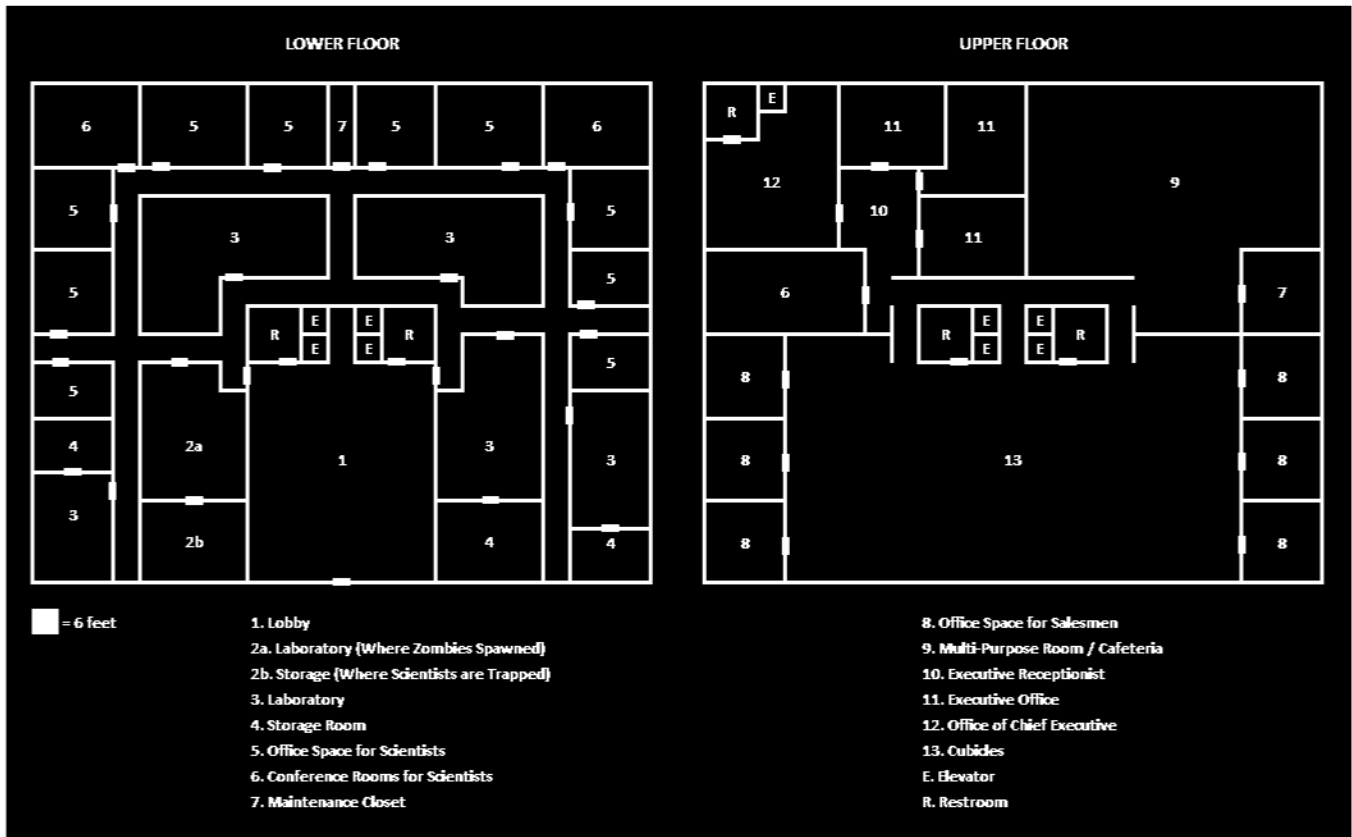 LOWER FLOOR
6 5 5 7 5 5 6
5 5
3 3
5 5
R E E R
E E
5 5
2a
4 3 3
1
3
2b 4 4
= 6 feet
1. Lobby
2a. Laboratory (Where Zombies Spawned)
2b. Storage (Where Scientists are Trapped)
3. Laboratory
4. Storage Room
5. Office Space for Scientists
6. Conference Rooms for Scientists
7. Maintenance Closet
UPPER FLOOR
R E 11 11
12 10 9
11
6 7
R E E R
E E
8 8
8 13 8
8 8
8. Office Space for Salesmen
9. Multi-Purpose Room / Cafeteria
10. Executive Receptionist
11. Executive Office
12. Office of Chief Executive
13. Cubicles
E. Elevator
R. Restroom